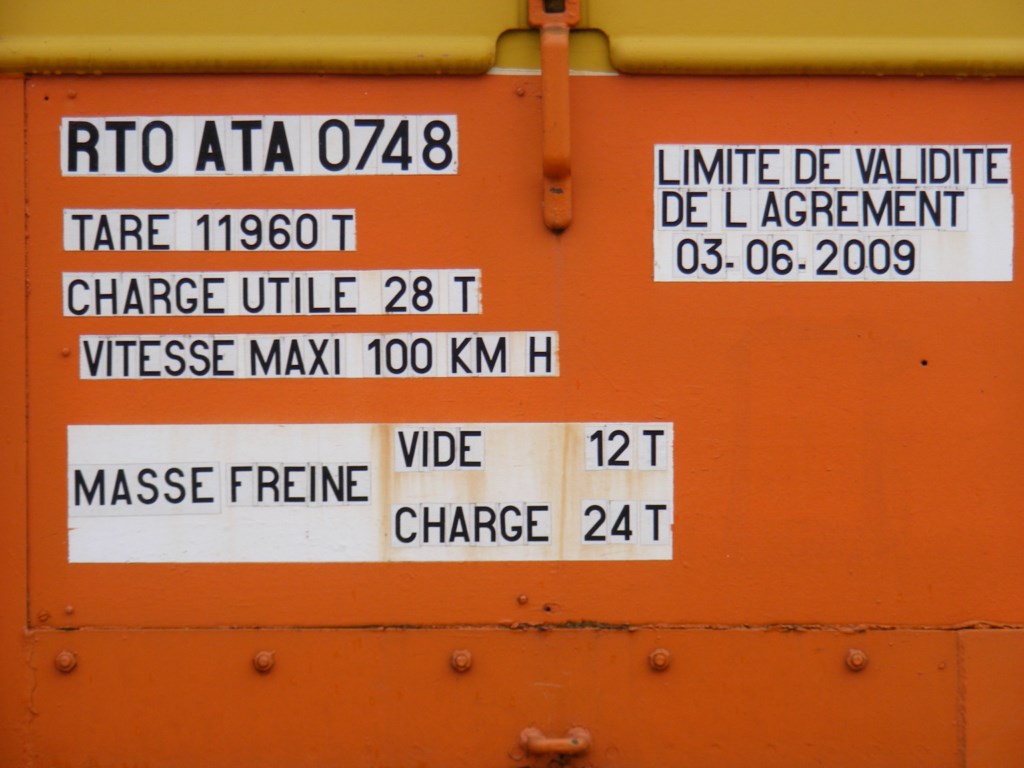 RTO ATA 0748
TARE 11960 T
CHARGE UTILE 28 T
VITESSE MAXI 100 KM H
MASSE FREINE
VIDE 12 T
CHARGE 24 T
LIMITE DE VALIDITE
DE L AGREMENT
03-06-2009